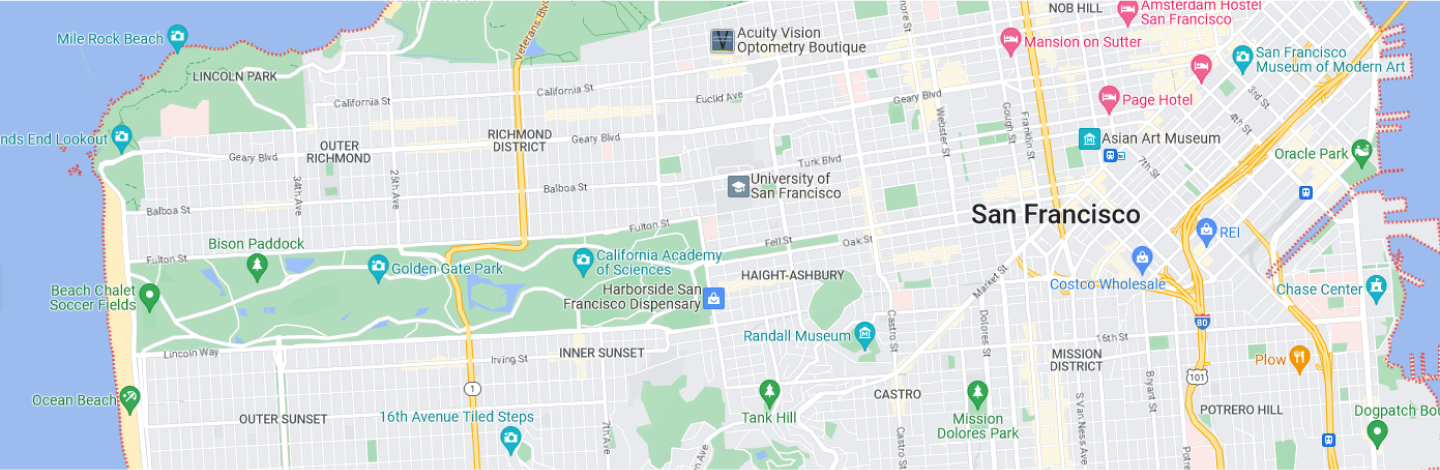 Amsterdam Hostel
San Francisco
NOB HILL
Veterans Blvd
Acuity Vision
Optometry Boutique
Mile Rock Beach
Mansion on Sutter
San Francisco
Museum of Modern Art
LINCOLN PARK
California St
California St
Euclid Ave
Geary Blvd
Page Hotel
3rd St
4th St
Webster St
Gough St
Franklin St
nds End Lookout
RICHMOND
DISTRICT
Geary Blvd
Asian Art Museum
OUTER
RICHMOND
Geary Blvd
Turk Blvd
7th St
Oracle Park
34th Ave
25th Ave
Balboa St
University of
San Francisco
Balboa St
San Francisco
Fulton St
REI
Bison Paddock
Fell St
Oak St
Fulton St
Golden Gate Park
California Academy
of Sciences
HAIGHT-ASHBURY
Market St
Costco Wholesale
Beach Chalet
Soccer Fields
Harborside San
Francisco Dispensary
Chase Center
80
Randall Museum
Castro St
Dolores St
16th St
Lincoln Way
Irving St
INNER SUNSET
MISSION
DISTRICT
Plow
1
101
Bryant St
Ocean Beach
CASTRO
OUTER SUNSET
16th Avenue Tiled Steps
Tank Hill
Mission
Dolores Park
S Van Ness Ave
POTRERO HILL
Dogpatch Bou
7th Ave
Castro St